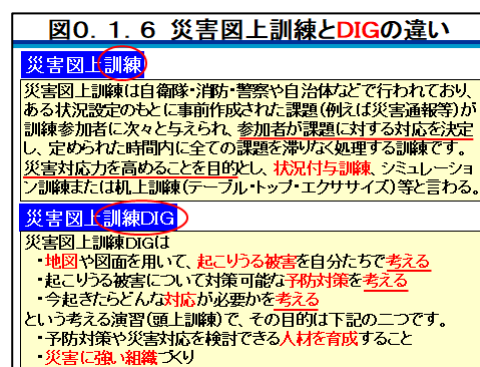 図0．1．6 災害図上訓練とDIGの違い
災害図上訓練
災害図上訓練は自衛隊・消防・警察や自治体などで行われており、
ある状況設定のもとに事前作成された課題(例えば災害通報等)が
訓練参加者に次々と与えられ、参加者が課題に対する対応を決定
し、定められた時間内に全ての課題を滞りなく処理する訓練です。
災害対応力を高めることを目的とし、状況付与訓練、シミュレーショ
ン訓練または机上訓練(テーブル・トップ・エクササイズ)等と言わる。
災害図上訓練DIG
災害図上訓練DIGは
・地図や図面を用いて、起こりうる被害を自分たちで考える
・起こりうる被害について対策可能な予防対策を考える
・今起きたらどんな対応が必要かを考える
という考える演習(頭上訓練)で、その目的は下記の二つです。
・予防対策や災害対応を検討できる人材を育成すること
・災害に強い組織づくり